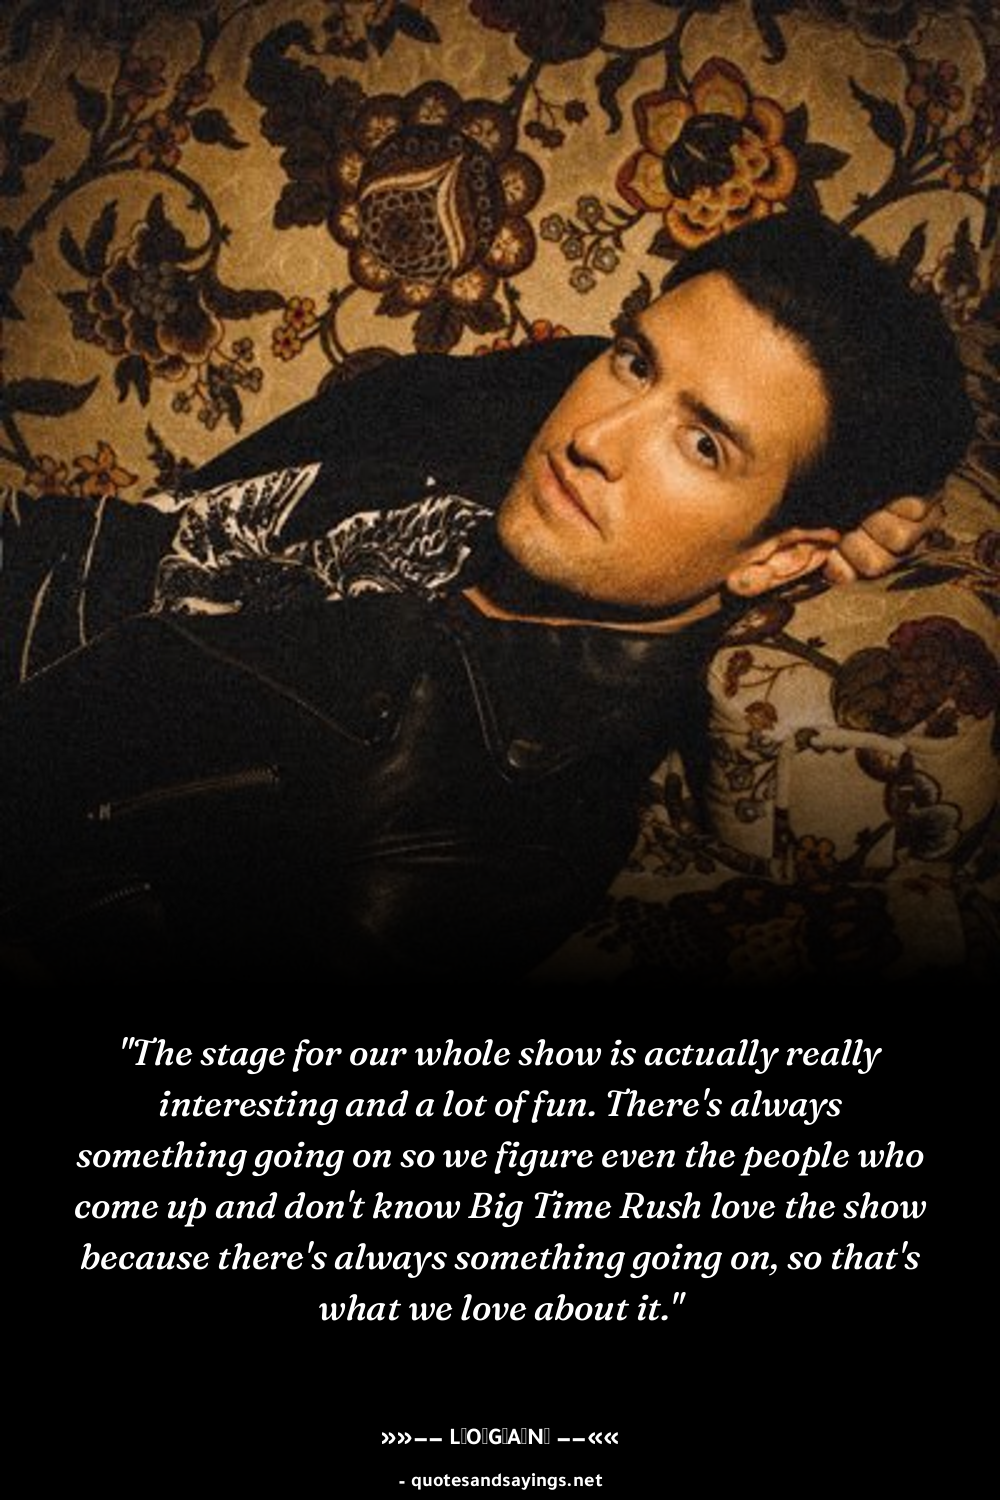 "The stage for our whole show is actually really
interesting and a lot of fun. There's always
something going on so we figure even the people who
come up and don't know Big Time Rush love the show
because there's always something going on, so that's
what we love about it."
»»−− L▯O▯G▯A▯N▯ −−««
- quotesandsayings.net